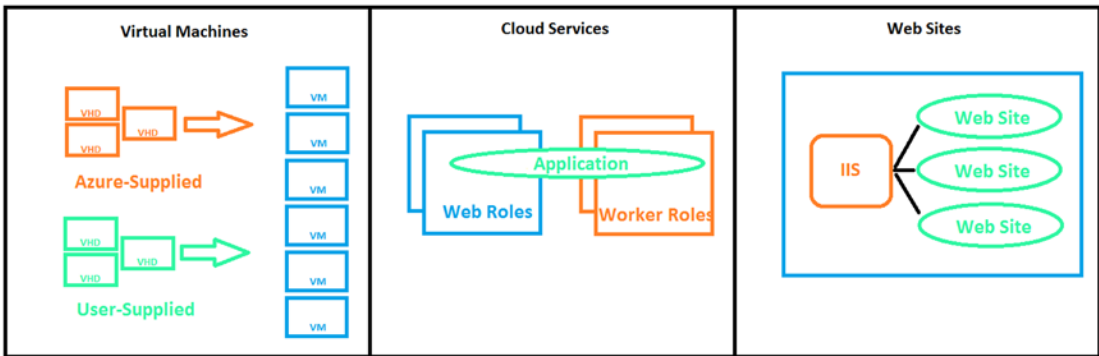 Virtual Machines
VHD
VHD
VHD
Azure-Supplied
VHD
VHD
VHD
User-Supplied
VM
VM
VM
VM
VM
VM
Cloud Services
Application
Web Roles
Worker Roles
Web Sites
IIS
Web Site
Web Site
Web Site